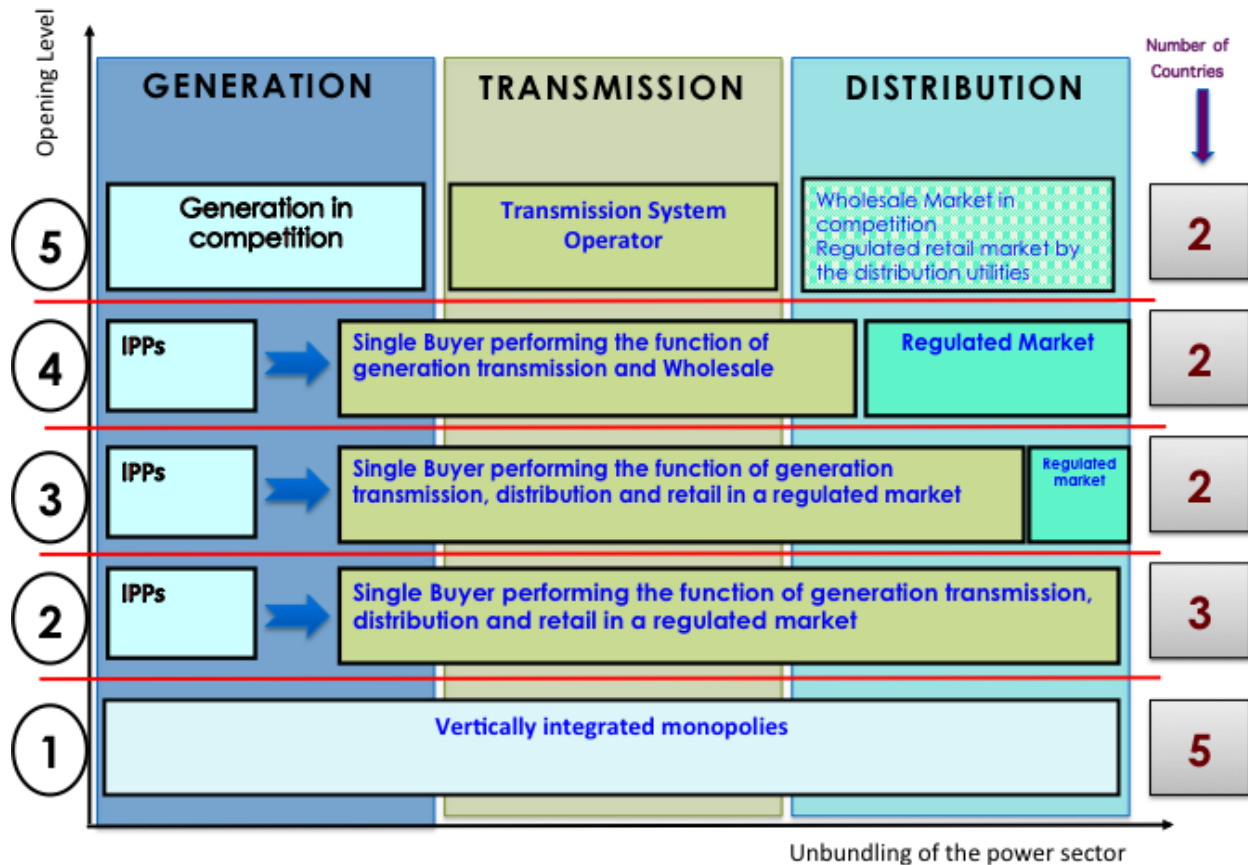 Opening Level
Number of
Countries
GENERATION
TRANSMISSION
DISTRIBUTION
5
Generation in
competition
Transmission System
Operator
Wholesale Market in
competition
Regulated retail market by
the distribution utilities
2
4
IPPs
Single Buyer performing the function of
generation transmission and Wholesale
Regulated Market
2
3
IPPs
Single Buyer performing the function of generation
transmission, distribution and retail in a regulated market
Regulated
market
2
2
IPPs
Single Buyer performing the function of generation transmission,
distribution and retail in a regulated market
3
1
Vertically integrated monopolies
5
Unbundling of the power sector